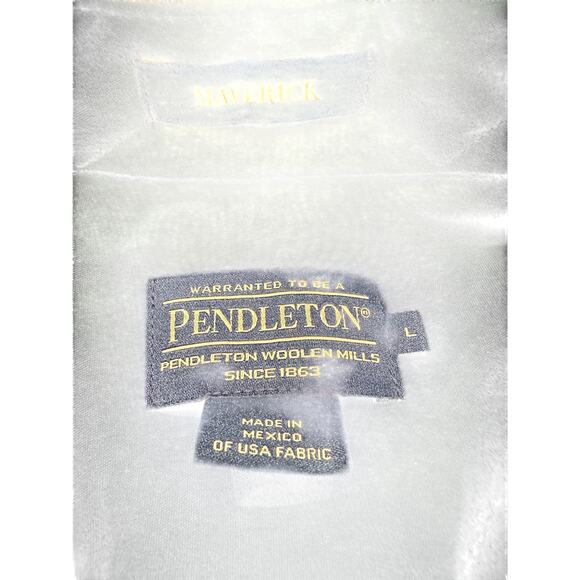 MAVERICK
WARRANTED TO BE A
PENDLETON®
L
PENDLETON WOOLEN MILLS
SINCE 1863
MADE IN
MEXICO
OF USA FABRIC